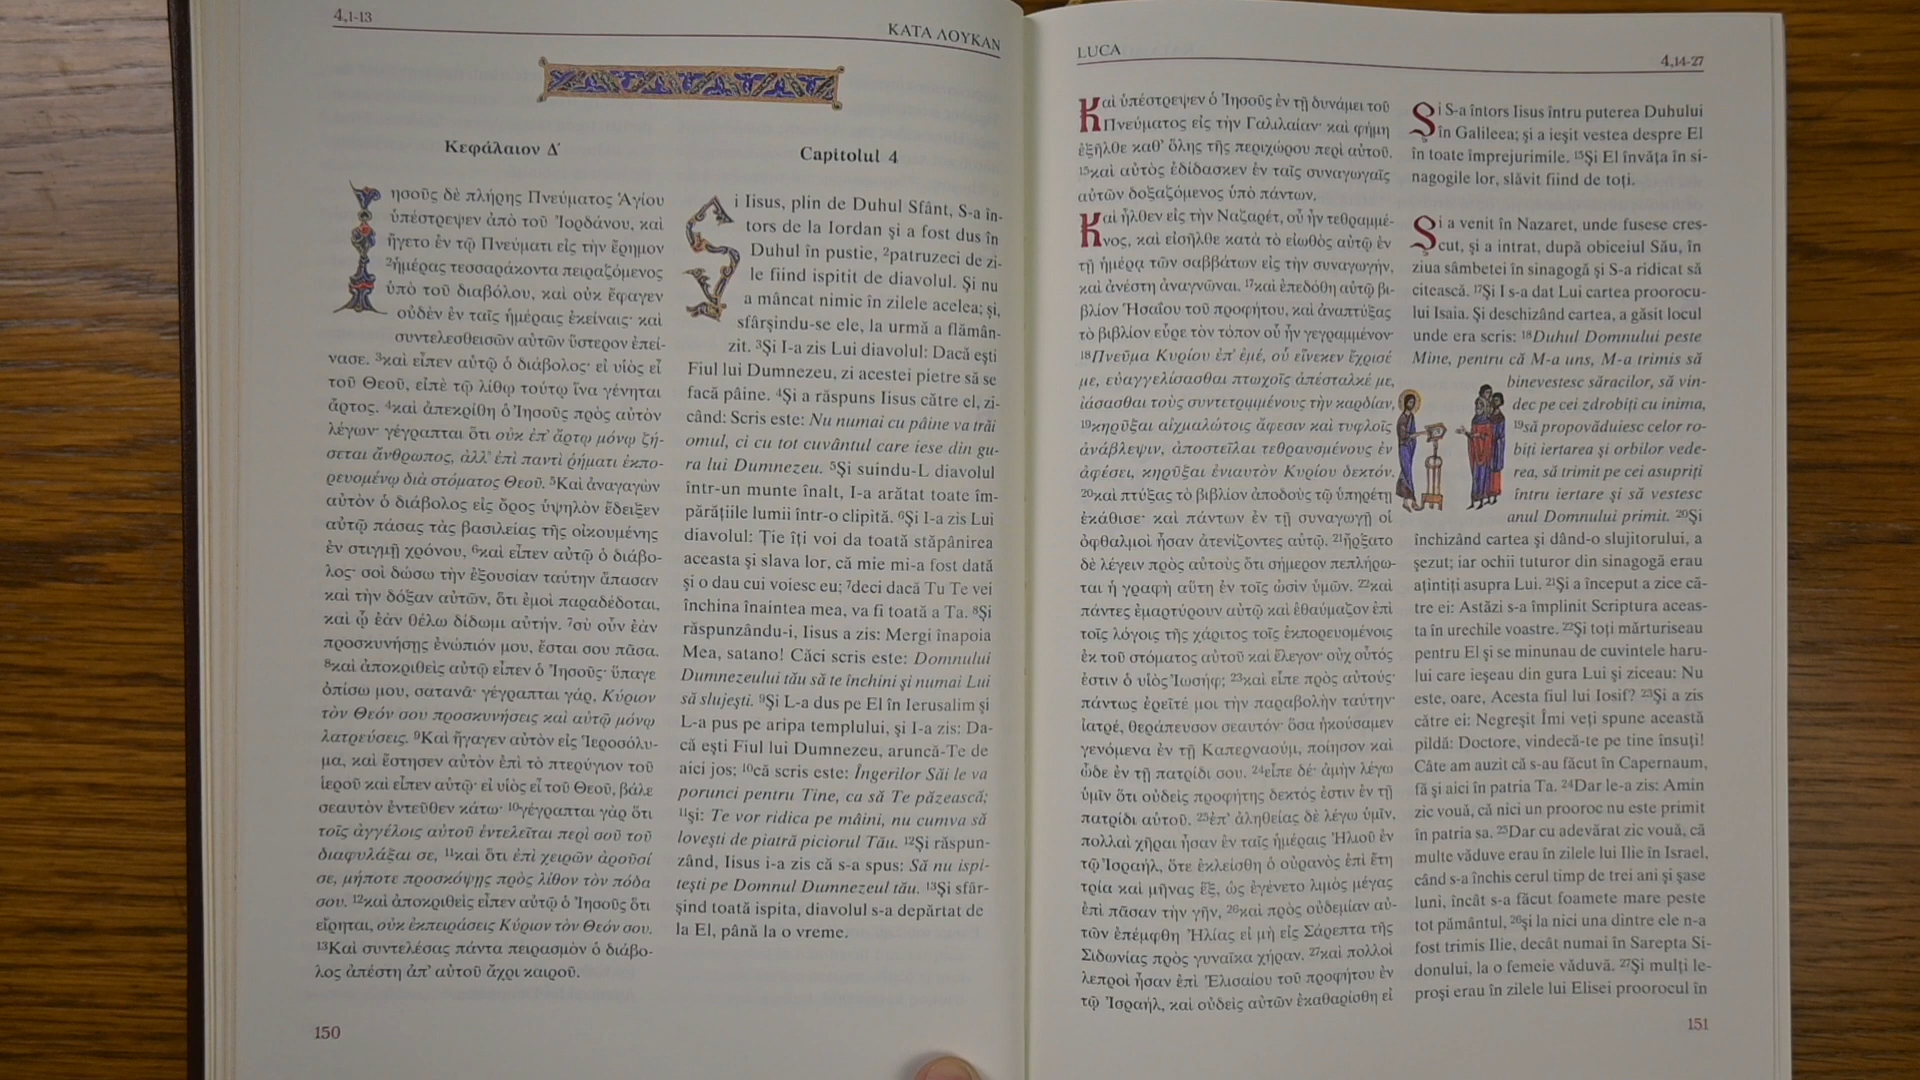 4,1-13
ΚΑΤΑ ΛΟΥΚΑΝ
Κεφάλαιον Δ΄
Ἰησοῦς δὲ πλήρης Πνεύματος Ἁγίου
ὑπέστρεψεν ἀπὸ τοῦ Ἰορδάνου, καὶ
ἤγετο ἐν τῷ Πνεύματι εἰς τὴν ἔρημον
²ἡμέρας τεσσαράκοντα πειραζόμενος
ὑπὸ τοῦ διαβόλου, καὶ οὐκ ἔφαγεν
οὐδὲν ἐν ταῖς ἡμέραις ἐκείναις· καὶ
συντελεσθεισῶν αὐτῶν ὕστερον ἐπεί-
νασε. ³καὶ εἶπεν αὐτῷ ὁ διάβολος· εἰ υἱὸς εἶ
τοῦ Θεοῦ, εἰπὲ τῷ λίθῳ τούτῳ ἵνα γένηται
ἄρτος. ⁴καὶ ἀπεκρίθη ὁ Ἰησοῦς πρὸς αὐτὸν
λέγων· γέγραπται ὅτι οὐκ ἐπ' ἄρτῳ μόνῳ ζή-
σεται ἄνθρωπος, ἀλλ' ἐπὶ παντὶ ῥήματι ἐκπο-
ρευομένῳ διὰ στόματος Θεοῦ. ⁵Καὶ ἀναγαγὼν
αὐτὸν ὁ διάβολος εἰς ὄρος ὑψηλὸν ἔδειξεν
αὐτῷ πάσας τὰς βασιλείας τῆς οἰκουμένης
ἐν στιγμῇ χρόνου, ⁶καὶ εἶπεν αὐτῷ ὁ διάβο-
λος· σοὶ δώσω τὴν ἐξουσίαν ταύτην ἅπασαν
καὶ τὴν δόξαν αὐτῶν, ὅτι ἐμοὶ παραδέδοται,
καὶ ᾧ ἐὰν θέλω δίδωμι αὐτήν. ⁷σὺ οὖν ἐὰν
προσκυνήσῃς ἐνώπιόν μου, ἔσται σου πᾶσα.
⁸καὶ ἀποκριθεὶς αὐτῷ εἶπεν ὁ Ἰησοῦς· ὕπαγε
ὀπίσω μου, σατανᾶ· γέγραπται γάρ, Κύριον
τὸν Θεόν σου προσκυνήσεις καὶ αὐτῷ μόνῳ
λατρεύσεις. ⁹Καὶ ἤγαγεν αὐτὸν εἰς Ἱεροσόλυ-
μα, καὶ ἔστησεν αὐτὸν ἐπὶ τὸ πτερύγιον τοῦ
ἱεροῦ καὶ εἶπεν αὐτῷ· εἰ υἱὸς εἶ τοῦ Θεοῦ, βάλε
σεαυτὸν ἐντεῦθεν κάτω· ¹⁰γέγραπται γὰρ ὅτι
τοῖς ἀγγέλοις αὐτοῦ ἐντελεῖται περὶ σοῦ τοῦ
διαφυλάξαι σε, ¹¹καὶ ὅτι ἐπὶ χειρῶν ἀροῦσί
σε, μήποτε προσκόψῃς πρὸς λίθον τὸν πόδα
σου. ¹²καὶ ἀποκριθεὶς εἶπεν αὐτῷ ὁ Ἰησοῦς ὅτι
εἴρηται, οὐκ ἐκπειράσεις Κύριον τὸν Θεόν σου.
¹³Καὶ συντελέσας πάντα πειρασμὸν ὁ διάβο-
λος ἀπέστη ἀπ' αὐτοῦ ἄχρι καιροῦ.
150
Capitolul 4
Și Iisus, plin de Duhul Sfânt, S-a în-
tors de la Iordan și a fost dus în
Duhul în pustie, ²patruzeci de zi-
le fiind ispitit de diavolul. Și nu
a mâncat nimic în zilele acelea; și,
sfârșindu-se ele, la urmă a flămân-
zit. ³Și I-a zis Lui diavolul: Dacă ești
Fiul lui Dumnezeu, zi acestei pietre să se
facă pâine. ⁴Și a răspuns Iisus către el, zi-
când: Scris este: Nu numai cu pâine va trăi
omul, ci cu tot cuvântul care iese din gu-
ra lui Dumnezeu. ⁵Și suindu-L diavolul
într-un munte înalt, I-a arătat toate îm-
părățiile lumii într-o clipită. ⁶Și I-a zis Lui
diavolul: Ție îți voi da toată stăpânirea
aceasta și slava lor, că mie mi-a fost dată
și o dau cui voiesc eu; ⁷deci dacă Tu Te vei
închina înaintea mea, va fi toată a Ta. ⁸Și
răspunzându-i, Iisus a zis: Mergi înapoia
Mea, satano! Căci scris este: Domnului
Dumnezeului tău să te închini și numai Lui
să slujești. ⁹Și L-a dus pe El în Ierusalim și
L-a pus pe aripa templului, și I-a zis: Da-
că ești Fiul lui Dumnezeu, aruncă-Te de
aici jos; ¹⁰că scris este: Îngerilor Săi le va
porunci pentru Tine, ca să Te păzească;
¹¹și: Te vor ridica pe mâini, nu cumva să
lovești de piatră piciorul Tău. ¹²Și răspun-
zând, Iisus i-a zis că s-a spus: Să nu ispi-
tești pe Domnul Dumnezeul tău. ¹³Și sfâr-
șind toată ispita, diavolul s-a depărtat de
la El, până la o vreme.
LUCA
4,14-27
Καὶ ὑπέστρεψεν ὁ Ἰησοῦς ἐν τῇ δυνάμει τοῦ
Πνεύματος εἰς τὴν Γαλιλαίαν· καὶ φήμη
ἐξῆλθε καθ' ὅλης τῆς περιχώρου περὶ αὐτοῦ.
¹⁵καὶ αὐτὸς ἐδίδασκεν ἐν ταῖς συναγωγαῖς
αὐτῶν δοξαζόμενος ὑπὸ πάντων.
Καὶ ἦλθεν εἰς τὴν Ναζαρέτ, οὗ ἦν τεθραμμέ-
νος, καὶ εἰσῆλθε κατὰ τὸ εἰωθὸς αὐτῷ ἐν
τῇ ἡμέρᾳ τῶν σαββάτων εἰς τὴν συναγωγήν,
καὶ ἀνέστη ἀναγνῶναι. ¹⁷καὶ ἐπεδόθη αὐτῷ βι-
βλίον Ἠσαΐου τοῦ προφήτου, καὶ ἀναπτύξας
τὸ βιβλίον εὗρε τὸν τόπον οὗ ἦν γεγραμμένον·
¹⁸Πνεῦμα Κυρίου ἐπ' ἐμέ, οὗ εἵνεκεν ἔχρισέ
με, εὐαγγελίσασθαι πτωχοῖς ἀπέσταλκέ με,
ἰάσασθαι τοὺς συντετριμμένους τὴν καρδίαν,
¹⁹κηρῦξαι αἰχμαλώτοις ἄφεσιν καὶ τυφλοῖς
ἀνάβλεψιν, ἀποστεῖλαι τεθραυσμένους ἐν
ἀφέσει, κηρῦξαι ἐνιαυτὸν Κυρίου δεκτόν.
²⁰καὶ πτύξας τὸ βιβλίον ἀποδοὺς τῷ ὑπηρέτῃ
ἐκάθισε· καὶ πάντων ἐν τῇ συναγωγῇ οἱ
ὀφθαλμοὶ ἦσαν ἀτενίζοντες αὐτῷ. ²¹ἤρξατο
δὲ λέγειν πρὸς αὐτοὺς ὅτι σήμερον πεπλήρω-
ται ἡ γραφὴ αὕτη ἐν τοῖς ὠσὶν ὑμῶν. ²²καὶ
πάντες ἐμαρτύρουν αὐτῷ καὶ ἐθαύμαζον ἐπὶ
τοῖς λόγοις τῆς χάριτος τοῖς ἐκπορευομένοις
ἐκ τοῦ στόματος αὐτοῦ καὶ ἔλεγον· οὐχ οὗτός
ἐστιν ὁ υἱὸς Ἰωσήφ; ²³καὶ εἶπε πρὸς αὐτούς·
πάντως ἐρεῖτέ μοι τὴν παραβολὴν ταύτην·
ἰατρέ, θεράπευσον σεαυτόν· ὅσα ἠκούσαμεν
γενόμενα ἐν τῇ Καπερναούμ, ποίησον καὶ
ὧδε ἐν τῇ πατρίδι σου. ²⁴εἶπε δέ· ἀμὴν λέγω
ὑμῖν ὅτι οὐδεὶς προφήτης δεκτός ἐστιν ἐν τῇ
πατρίδι αὐτοῦ. ²⁵ἐπ' ἀληθείας δὲ λέγω ὑμῖν,
πολλαὶ χῆραι ἦσαν ἐν ταῖς ἡμέραις Ἠλιοῦ ἐν
τῷ Ἰσραήλ, ὅτε ἐκλείσθη ὁ οὐρανὸς ἐπὶ ἔτη
τρία καὶ μῆνας ἕξ, ὡς ἐγένετο λιμὸς μέγας
ἐπὶ πᾶσαν τὴν γῆν, ²⁶καὶ πρὸς οὐδεμίαν αὐ-
τῶν ἐπέμφθη Ἠλίας εἰ μὴ εἰς Σάρεπτα τῆς
Σιδωνίας πρὸς γυναῖκα χήραν. ²⁷καὶ πολλοὶ
λεπροὶ ἦσαν ἐπὶ Ἐλισαίου τοῦ προφήτου ἐν
τῷ Ἰσραήλ, καὶ οὐδεὶς αὐτῶν ἐκαθαρίσθη εἰ
Și S-a întors Iisus întru puterea Duhului
în Galileea; și a ieșit vestea despre El
în toate împrejurimile. ¹⁵Și El învăța în si-
nagogile lor, slăvit fiind de toți.
Și a venit în Nazaret, unde fusese cres-
cut, și a intrat, după obiceiul Său, în
ziua sâmbetei în sinagogă și S-a ridicat să
citească. ¹⁷Și I s-a dat Lui cartea prorocu-
lui Isaia. Și deschizând cartea, a găsit locul
unde era scris: ¹⁸Duhul Domnului peste
Mine, pentru că M-a uns, M-a trimis să
binevestesc săracilor, să vin-
dec pe cei zdrobiți cu inima,
¹⁹să propovăduiesc celor ro-
biți iertarea și orbilor vede-
rea, să trimit pe cei asupriți
întru iertare și să vestesc
anul Domnului primit. ²⁰Și
închizând cartea și dând-o slujitorului, a
șezut; iar ochii tuturor din sinagogă erau
ațintiți asupra Lui. ²¹Și a început a zice că-
tre ei: Astăzi s-a împlinit Scriptura aceas-
ta în urechile voastre. ²²Și toți mărturiseau
pentru El și se minunau de cuvintele haru-
lui care ieșeau din gura Lui și ziceau: Nu
este, oare, Acesta fiul lui Iosif? ²³Și a zis
către ei: Negreșit Îmi veți spune această
pildă: Doctore, vindecă-te pe tine însuți!
Câte am auzit că s-au făcut în Capernaum,
fă și aici în patria Ta. ²⁴Dar le-a zis: Amin
zic vouă, că nici un prooroc nu este primit
în patria sa. ²⁵Dar cu adevărat zic vouă, că
multe văduve erau în zilele lui Ilie în Israel,
când s-a închis cerul timp de trei ani și șase
luni, încât s-a făcut foamete mare peste
tot pământul, ²⁶și la nici una dintre ele n-a
fost trimis Ilie, decât numai în Sarepta Si-
donului, la o femeie văduvă. ²⁷Și mulți le-
proși erau în zilele lui Elisei proorocul în
151